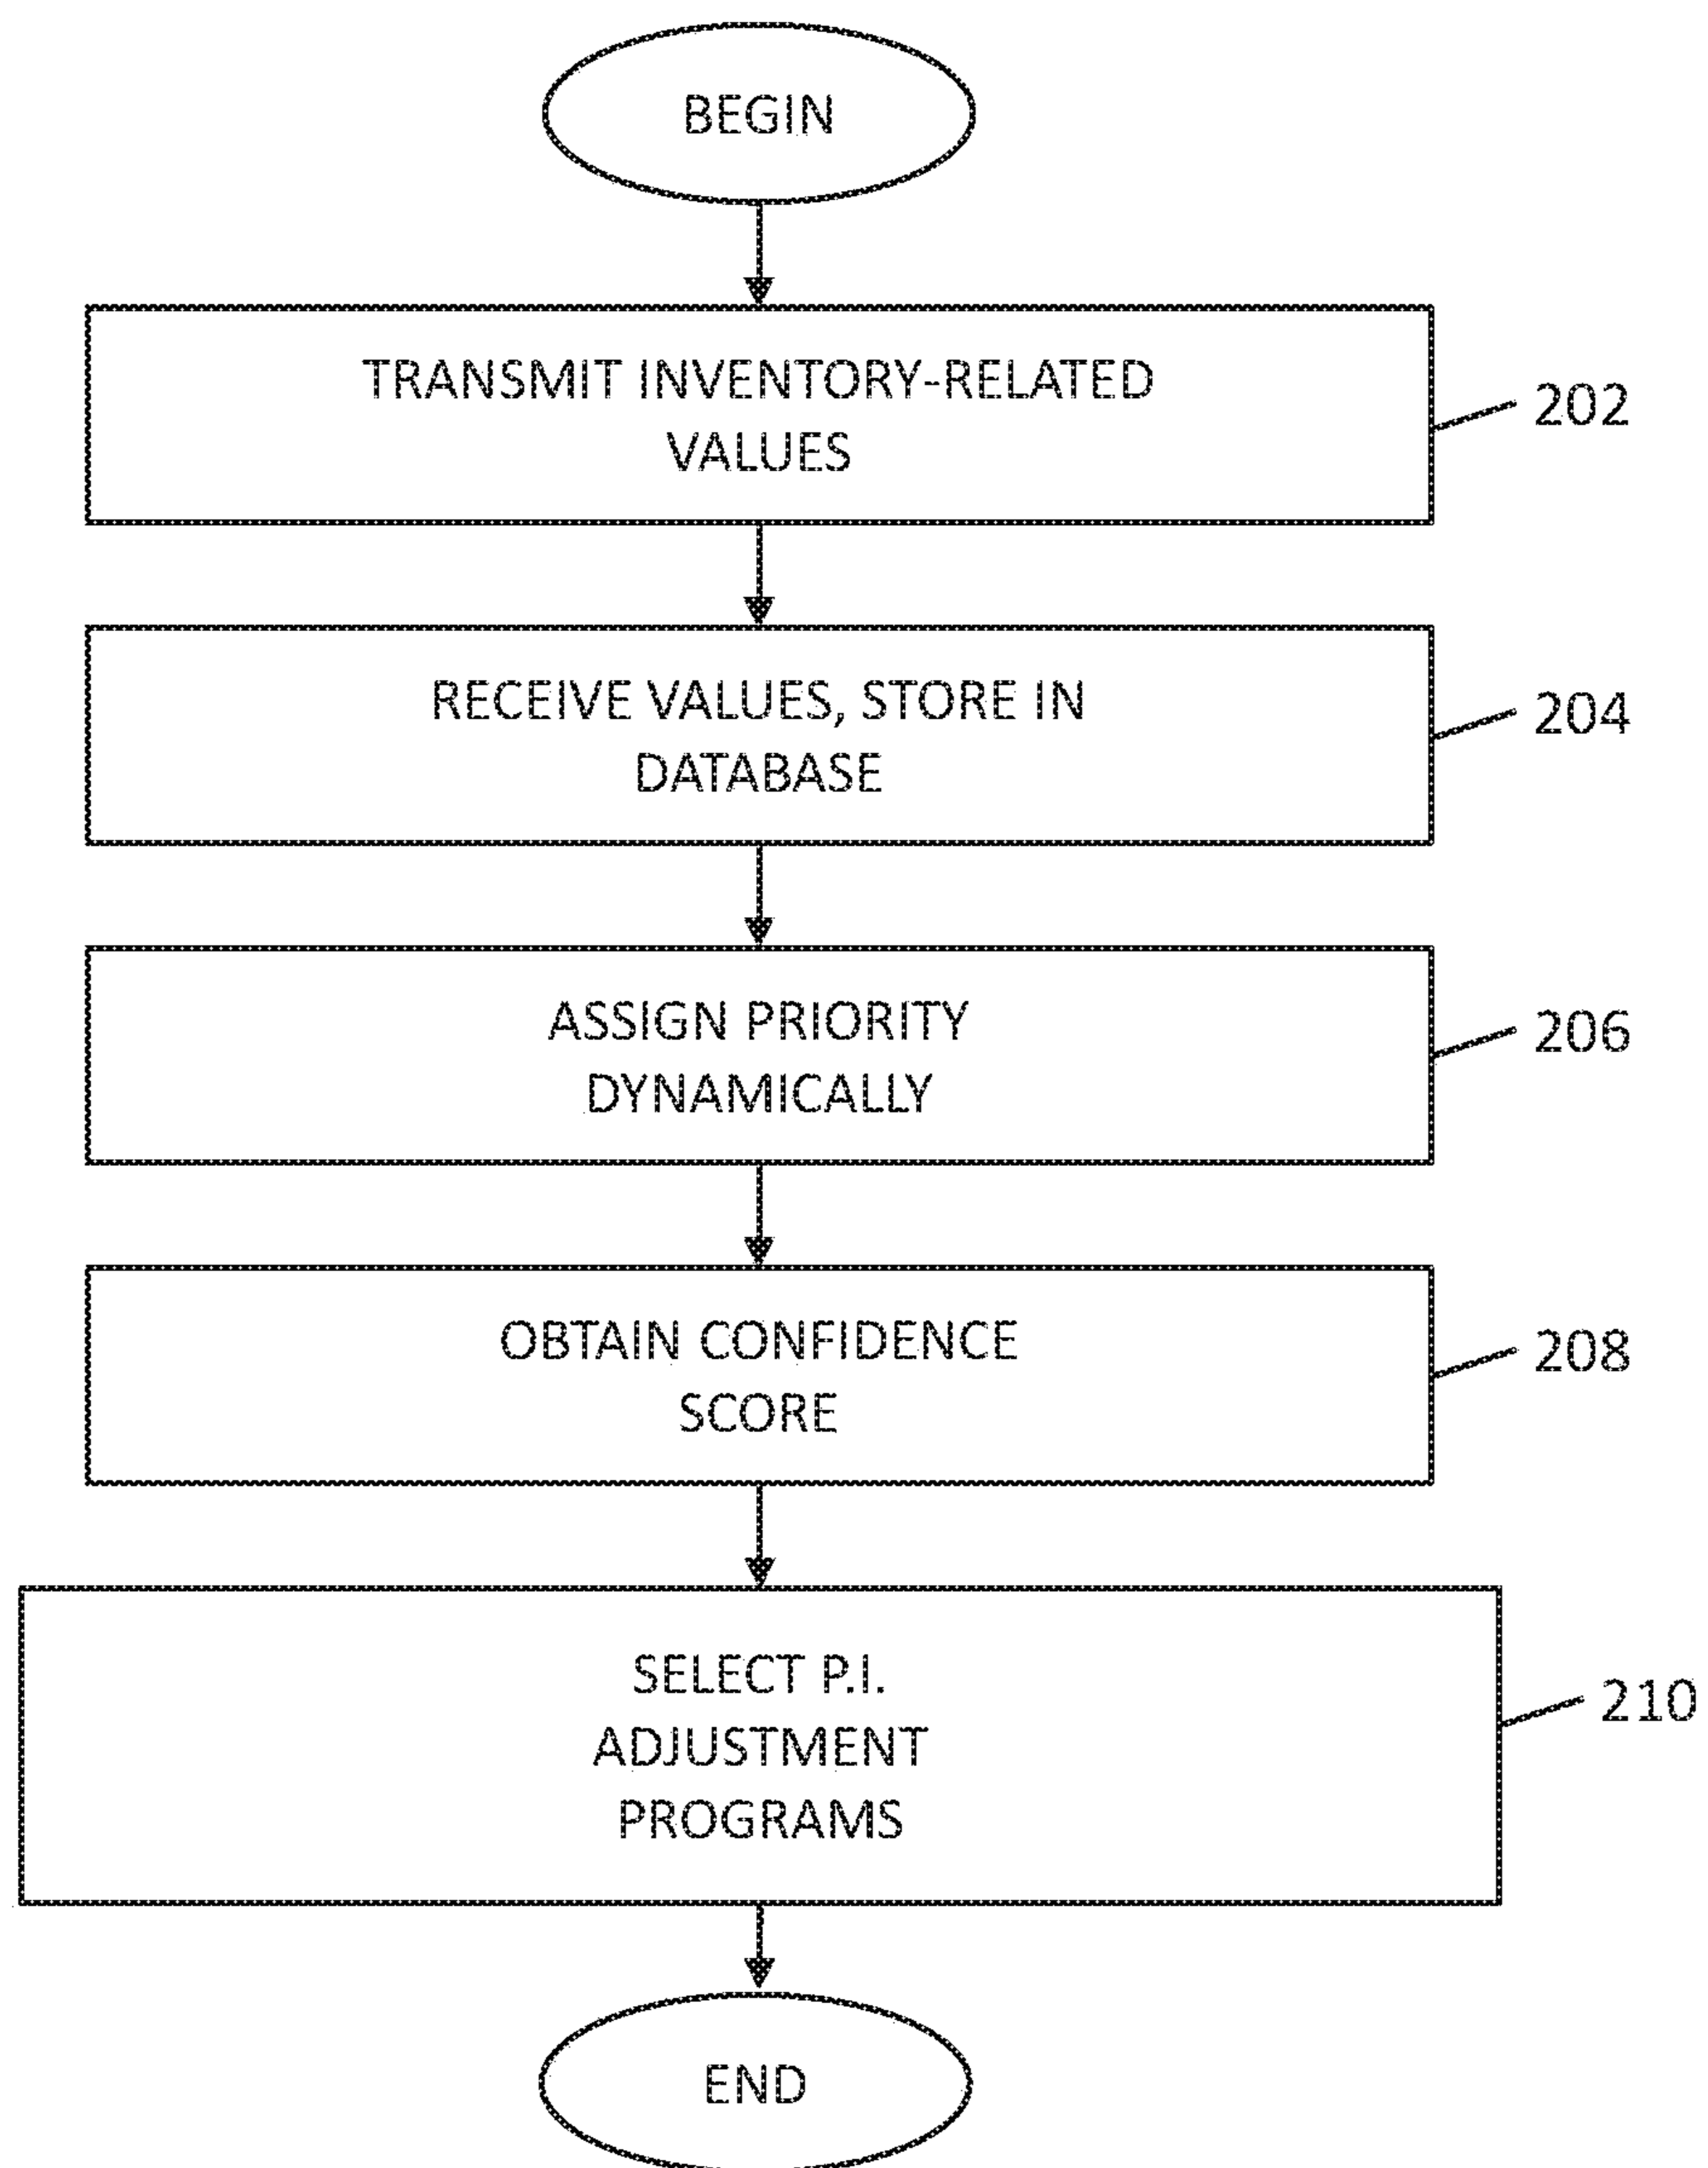 BEGIN
TRANSMIT INVENTORY-RELATED
VALUES
202
RECEIVE VALUES, STORE IN
DATABASE
204
ASSIGN PRIORITY
DYNAMICALLY
206
OBTAIN CONFIDENCE
SCORE
208
SELECT P.I.
ADJUSTMENT
PROGRAMS
210
END